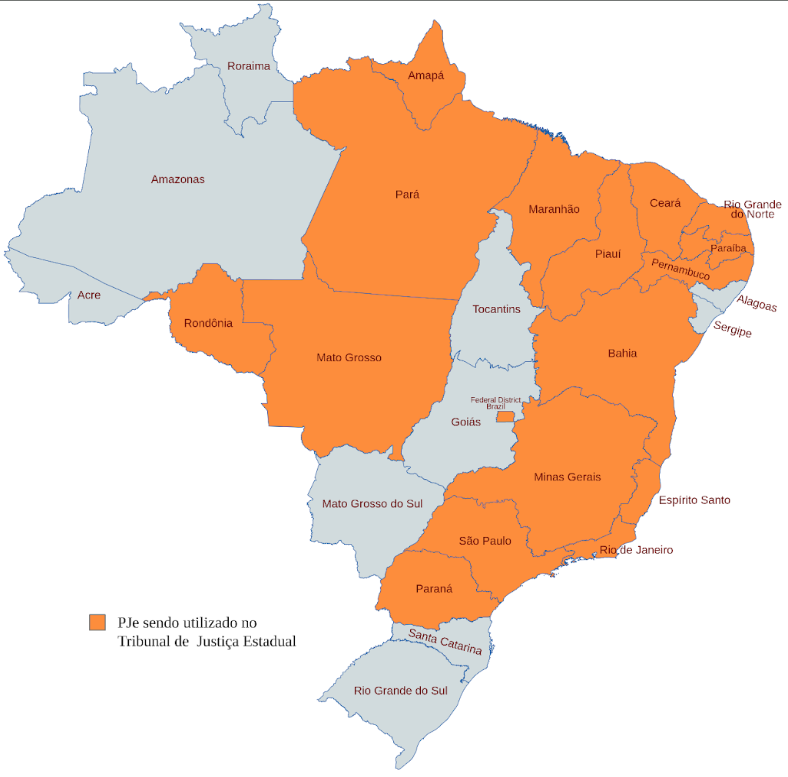 Roraima
Amapá
Amazonas
Pará
Maranhão
Ceará
Rio Grande
do Norte
Piauí
Paraíba
Pernambuco
Acre
Rondônia
Tocantins
Alagoas
Sergipe
Mato Grosso
Bahia
Federal District
Brazil
Goiás
Minas Gerais
Mato Grosso do Sul
Espírito Santo
São Paulo
Rio de Janeiro
Paraná
PJe sendo utilizado no
Tribunal de Justiça Estadual
Santa Catarina
Rio Grande do Sul